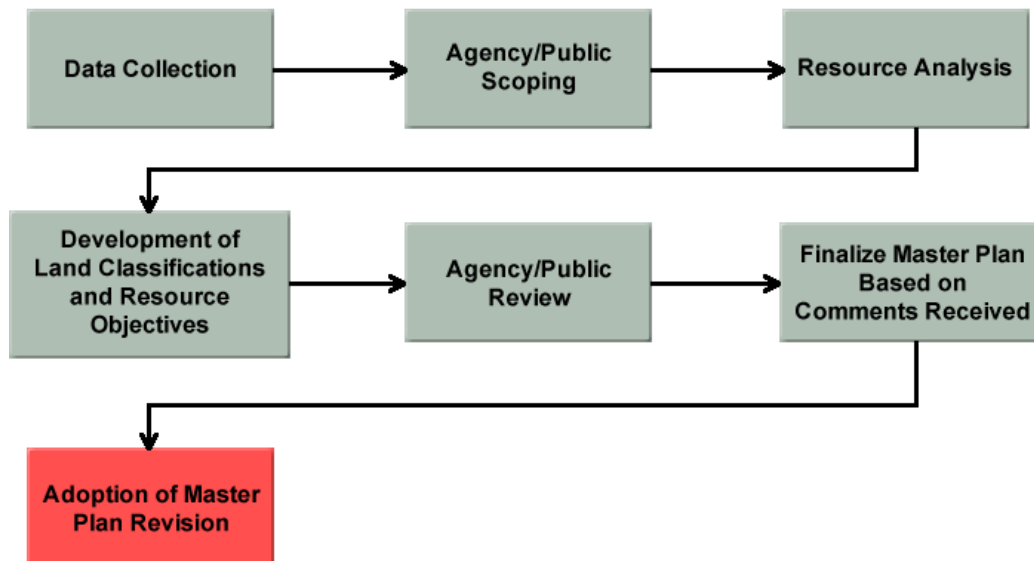 Data Collection
Agency/Public
Scoping
Resource Analysis
Development of
Land Classifications
and Resource
Objectives
Agency/Public
Review
Finalize Master Plan
Based on
Comments Received
Adoption of Master
Plan Revision